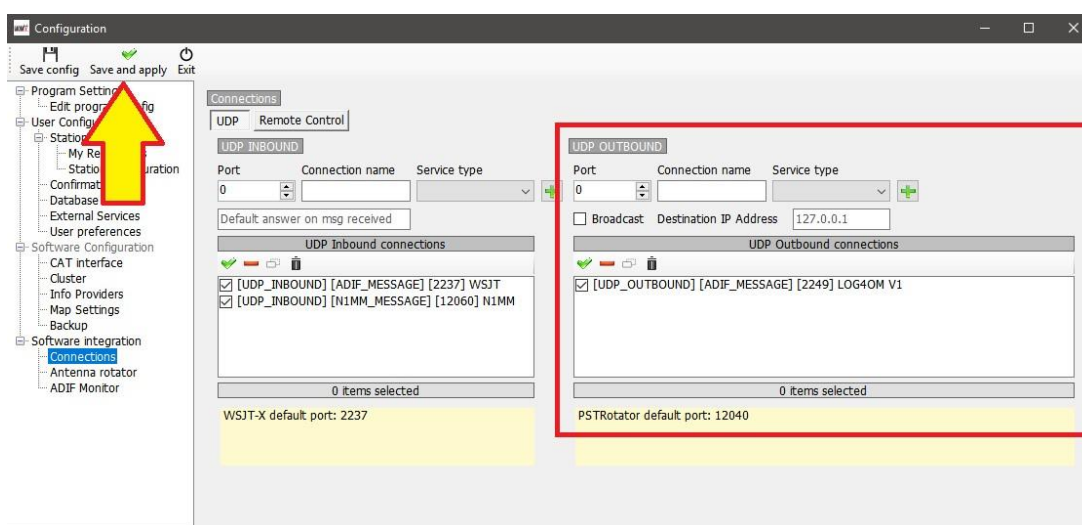 Configuration
Save config Save and apply Exit
Program Setting
Edit progr fig
User Config
Station
My Re s
Statio uration
Confirmat
Database
External Services
User preferences
Software Configuration
CAT interface
Cluster
Info Providers
Map Settings
Backup
Software integration
Connections
Antenna rotator
ADIF Monitor
Connections
UDP Remote Control
UDP INBOUND
Port Connection name Service type
0
Default answer on msg received
UDP Inbound connections
[UDP_INBOUND] [ADIF_MESSAGE] [2237] WSJT
[UDP_INBOUND] [N1MM_MESSAGE] [12060] N1MM
0 items selected
WSJT-X default port: 2237
UDP OUTBOUND
Port Connection name Service type
0
Broadcast Destination IP Address 127.0.0.1
UDP Outbound connections
[UDP_OUTBOUND] [ADIF_MESSAGE] [2249] LOG4OM V1
0 items selected
PSTRotator default port: 12040